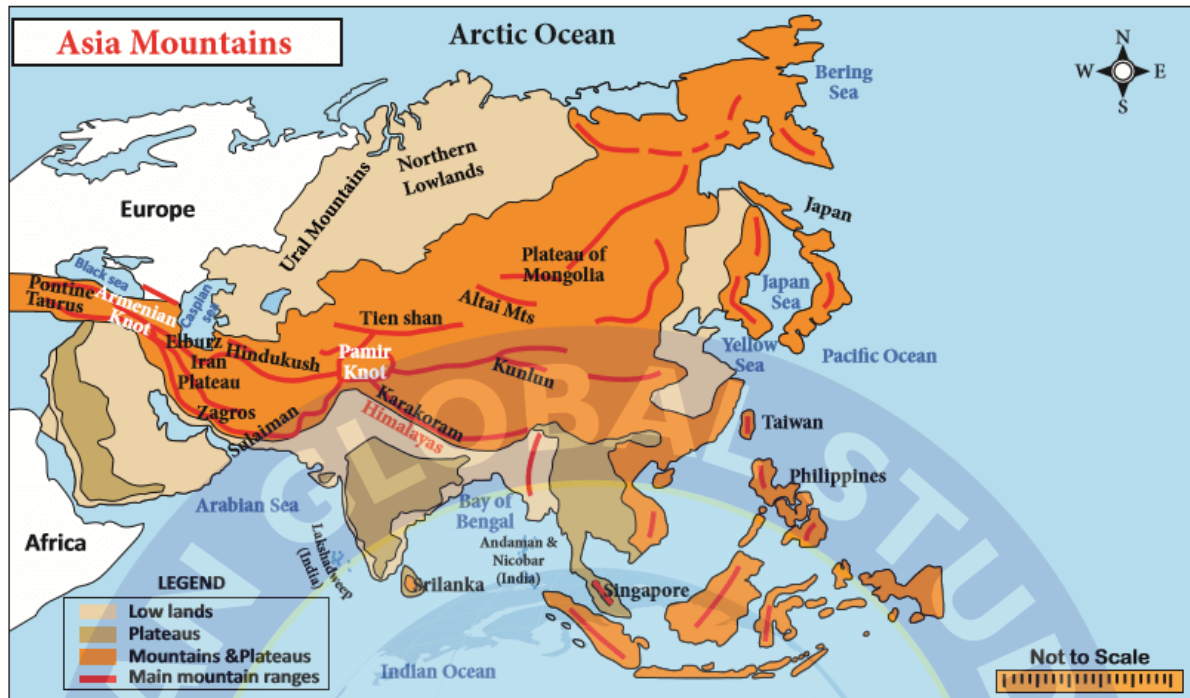 Asia Mountains
Arctic Ocean
N
W
E
S
Bering
Sea
Northern
Lowlands
Ural Mountains
Europe
Japan
Plateau of
Mongolia
Black sea
Caspian
sea
Pontine
Taurus
Armenian
Knot
Altai Mts
Japan
Sea
Tien shan
Elburz
Hindukush
Iran
Plateau
Pamir
Knot
Yellow
Sea
Pacific Ocean
Kunlun
Zagros
Sulaiman
Karakoram
Himalayas
Taiwan
Philippines
Arabian Sea
Bay of
Bengal
Africa
Lakshadweep
(India)
Andaman &
Nicobar
(India)
Srilanka
Singapore
LEGEND
Low lands
Plateaus
Mountains &Plateaus
Main mountain ranges
Indian Ocean
Not to Scale
N GLOBAL STUD